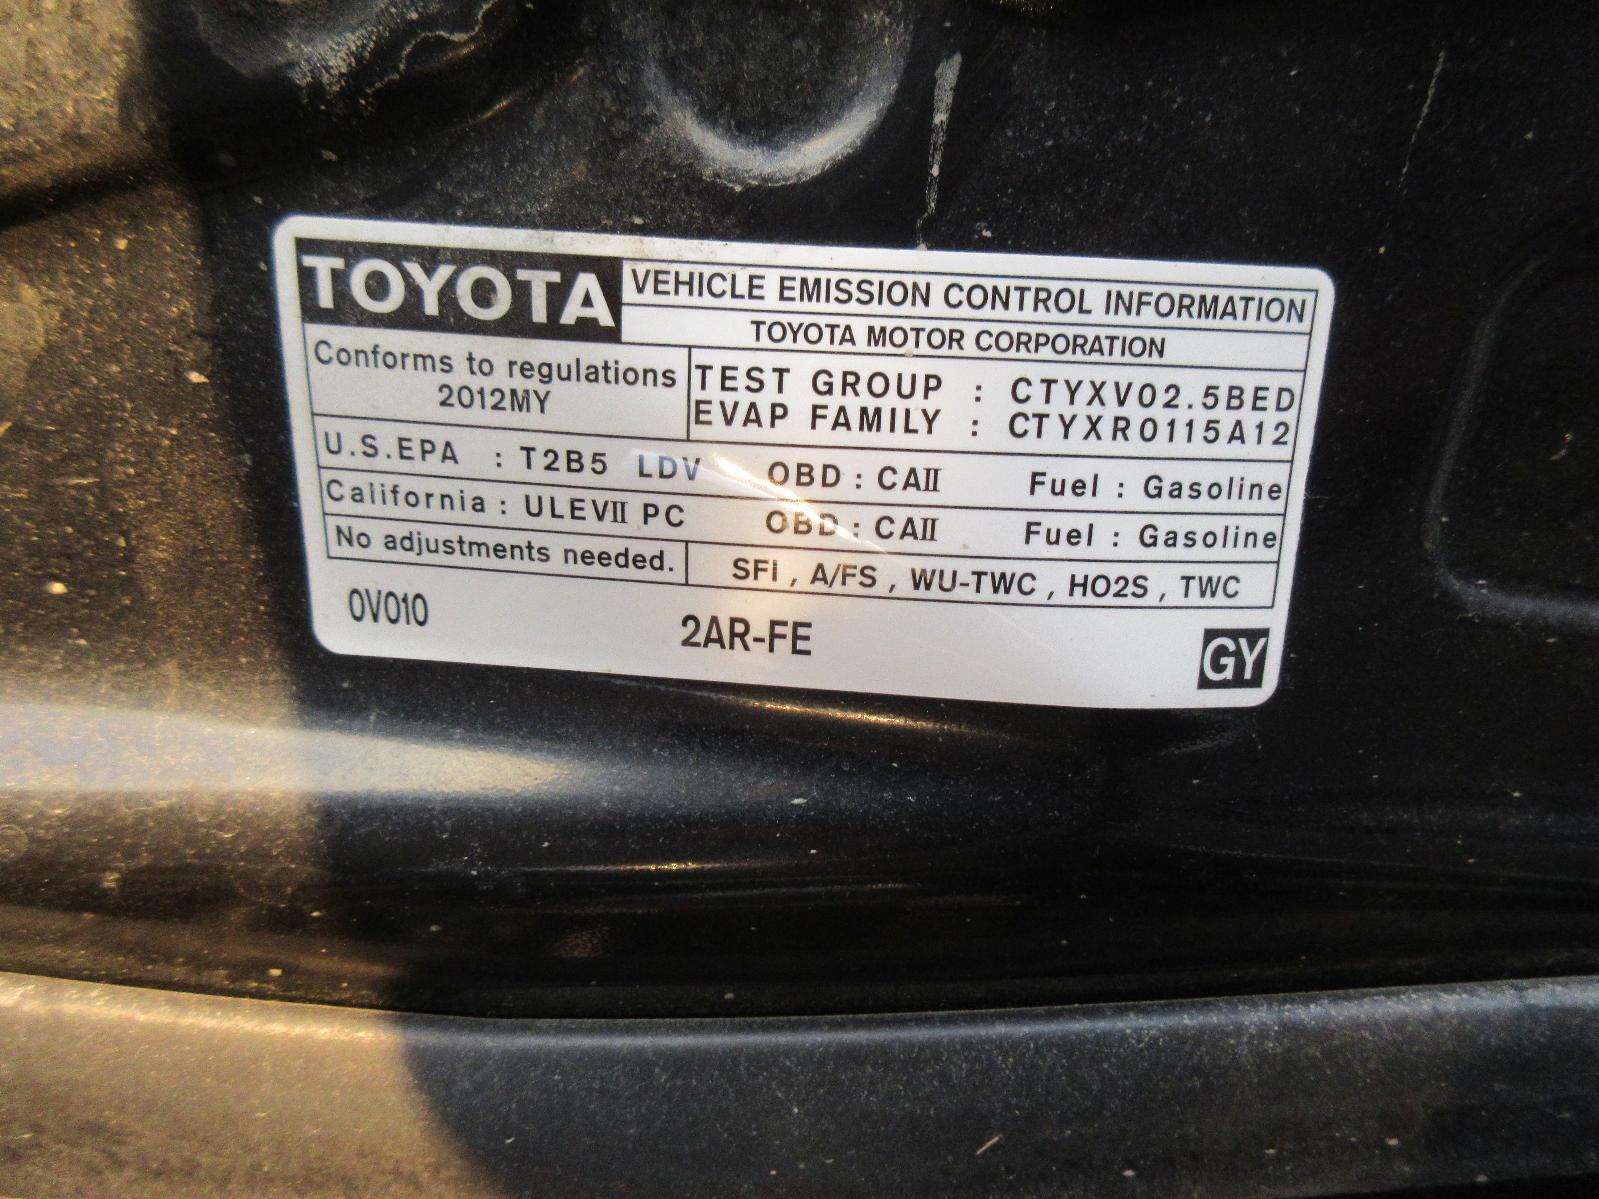 TOYOTA VEHICLE EMISSION CONTROL INFORMATION
TOYOTA MOTOR CORPORATION
Conforms to regulations
2012MY
TEST GROUP : CTYXV02.5BED
EVAP FAMILY : CTYXR0115A12
U.S.EPA : T2B5 LDV OBD : CAII Fuel : Gasoline
California : ULEVII PC OBD : CAII Fuel : Gasoline
No adjustments needed. SFI , A/FS , WU-TWC , HO2S , TWC
0V010 2AR-FE GY